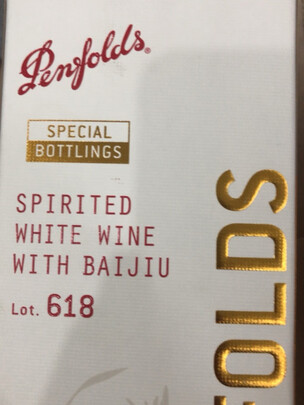 Penfolds®
SPECIAL
BOTTLINGS
SPIRITED
WHITE WINE
WITH BAIJIU
Lot. 618
FOLDS